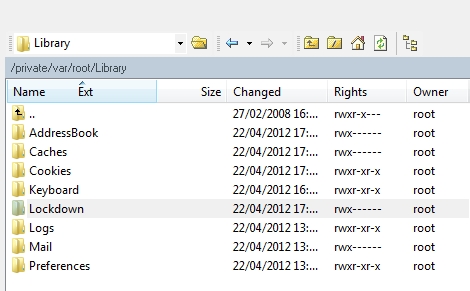 Library
/private/var/root/Library
Name Ext Size Changed Rights Owner
.. 27/02/2008 16:... rwxr-x--- root
AddressBook 22/04/2012 17:... rwx------ root
Caches 22/04/2012 17:... rwx------ root
Cookies 22/04/2012 17:... rwxr-xr-x root
Keyboard 22/04/2012 16:... rwxr-xr-x root
Lockdown 22/04/2012 17:... rwx------ root
Logs 22/04/2012 13:... rwxr-xr-x root
Mail 22/04/2012 13:... rwx------ root
Preferences 22/04/2012 13:... rwxr-xr-x root